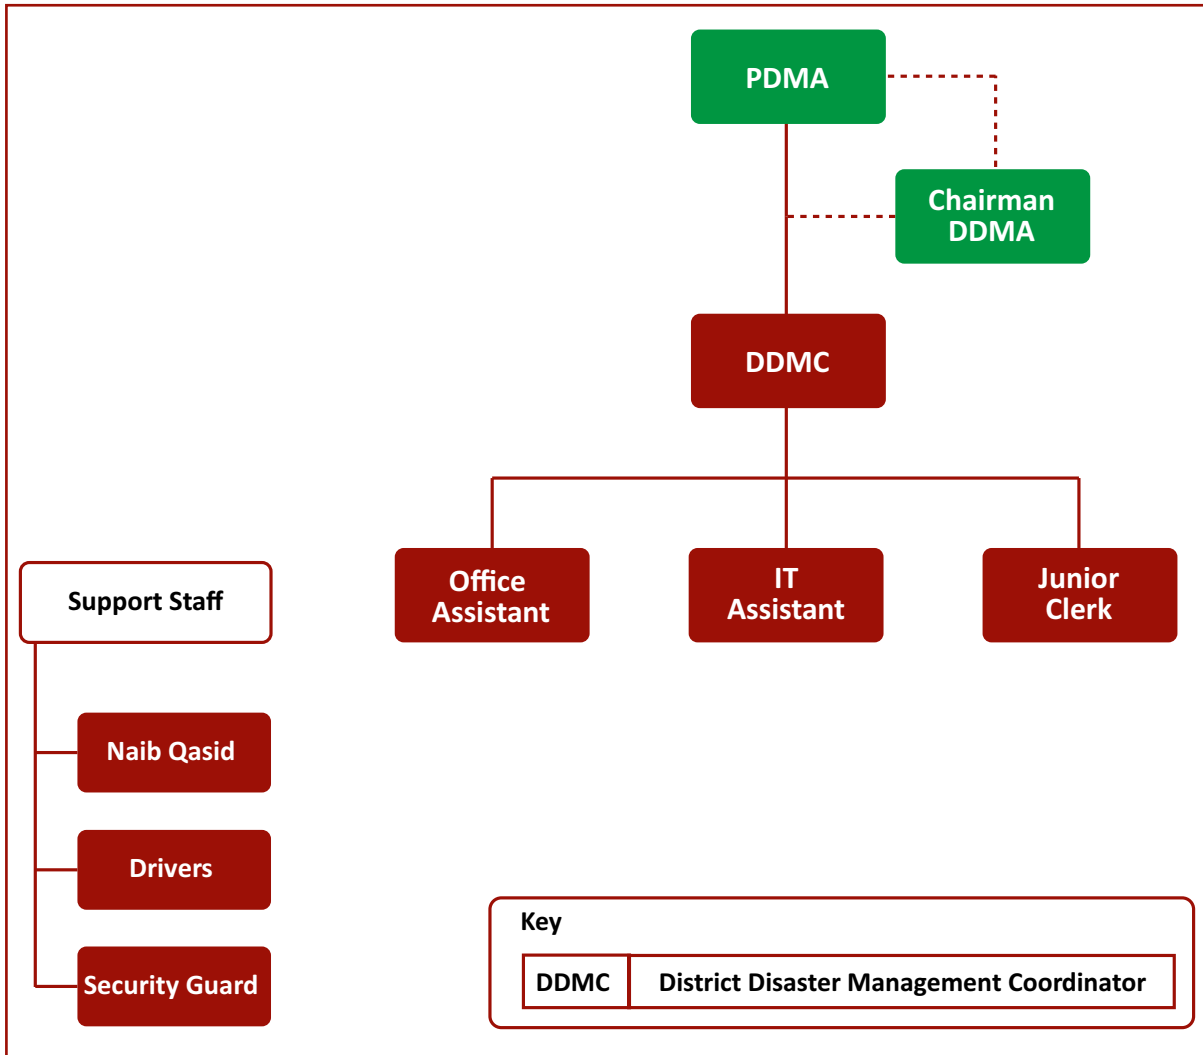 PDMA
Chairman
DDMA
DDMC
Office
Assistant
IT
Assistant
Junior
Clerk
Support Staff
Naib Qasid
Drivers
Security Guard
Key
DDMC District Disaster Management Coordinator